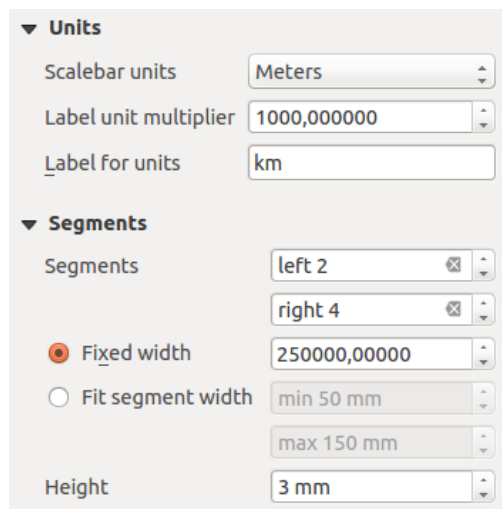 Units
Scalebar units Meters
Label unit multiplier 1000,000000
Label for units km
Segments
Segments left 2
right 4
Fixed width 250000,00000
Fit segment width min 50 mm
max 150 mm
Height 3 mm